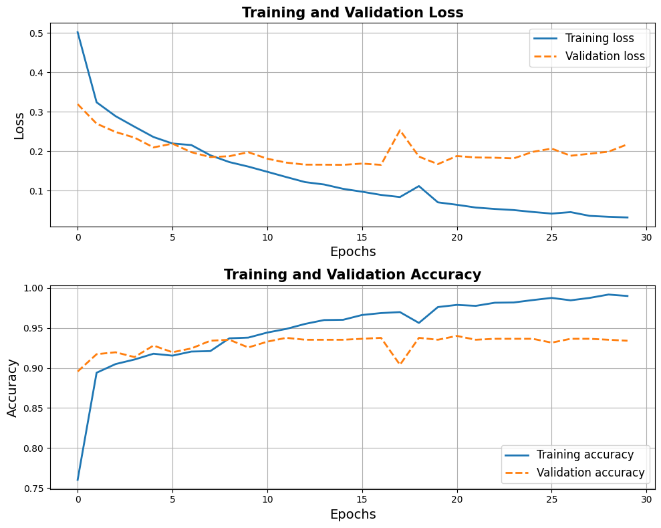 Training and Validation Loss
0.5
0.4
0.3
0.2
0.1
Loss
Training loss
Validation loss
0 5 10 15 20 25 30
Epochs
Training and Validation Accuracy
1.00
0.95
0.90
0.85
0.80
0.75
Accuracy
Training accuracy
Validation accuracy
0 5 10 15 20 25 30
Epochs